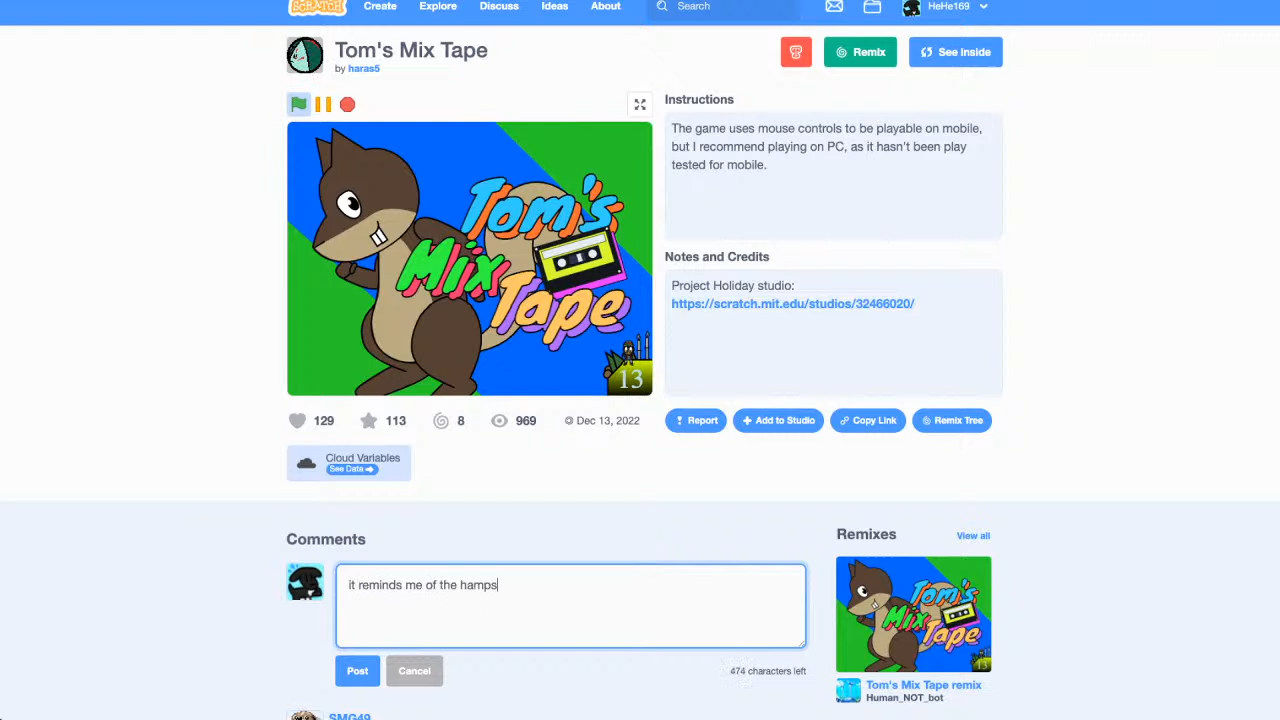 SCRATCH Create Explore Discuss Ideas About Search HeHe169
Tom's Mix Tape
by haras5
Remix
See inside
Instructions
The game uses mouse controls to be playable on mobile,
but I recommend playing on PC, as it hasn't been play
tested for mobile.
Tom's
Mix
Tape
13
Notes and Credits
Project Holiday studio:
https://scratch.mit.edu/studios/32466020/
129 113 8 969 © Dec 13, 2022
Report Add to Studio Copy Link Remix Tree
Cloud Variables
See Data
Comments
it reminds me of the hamps
Post Cancel 474 characters left
SMG49
Remixes View all
Tom's
Mix
Tape
13
Tom's Mix Tape remix
Human_NOT_bot